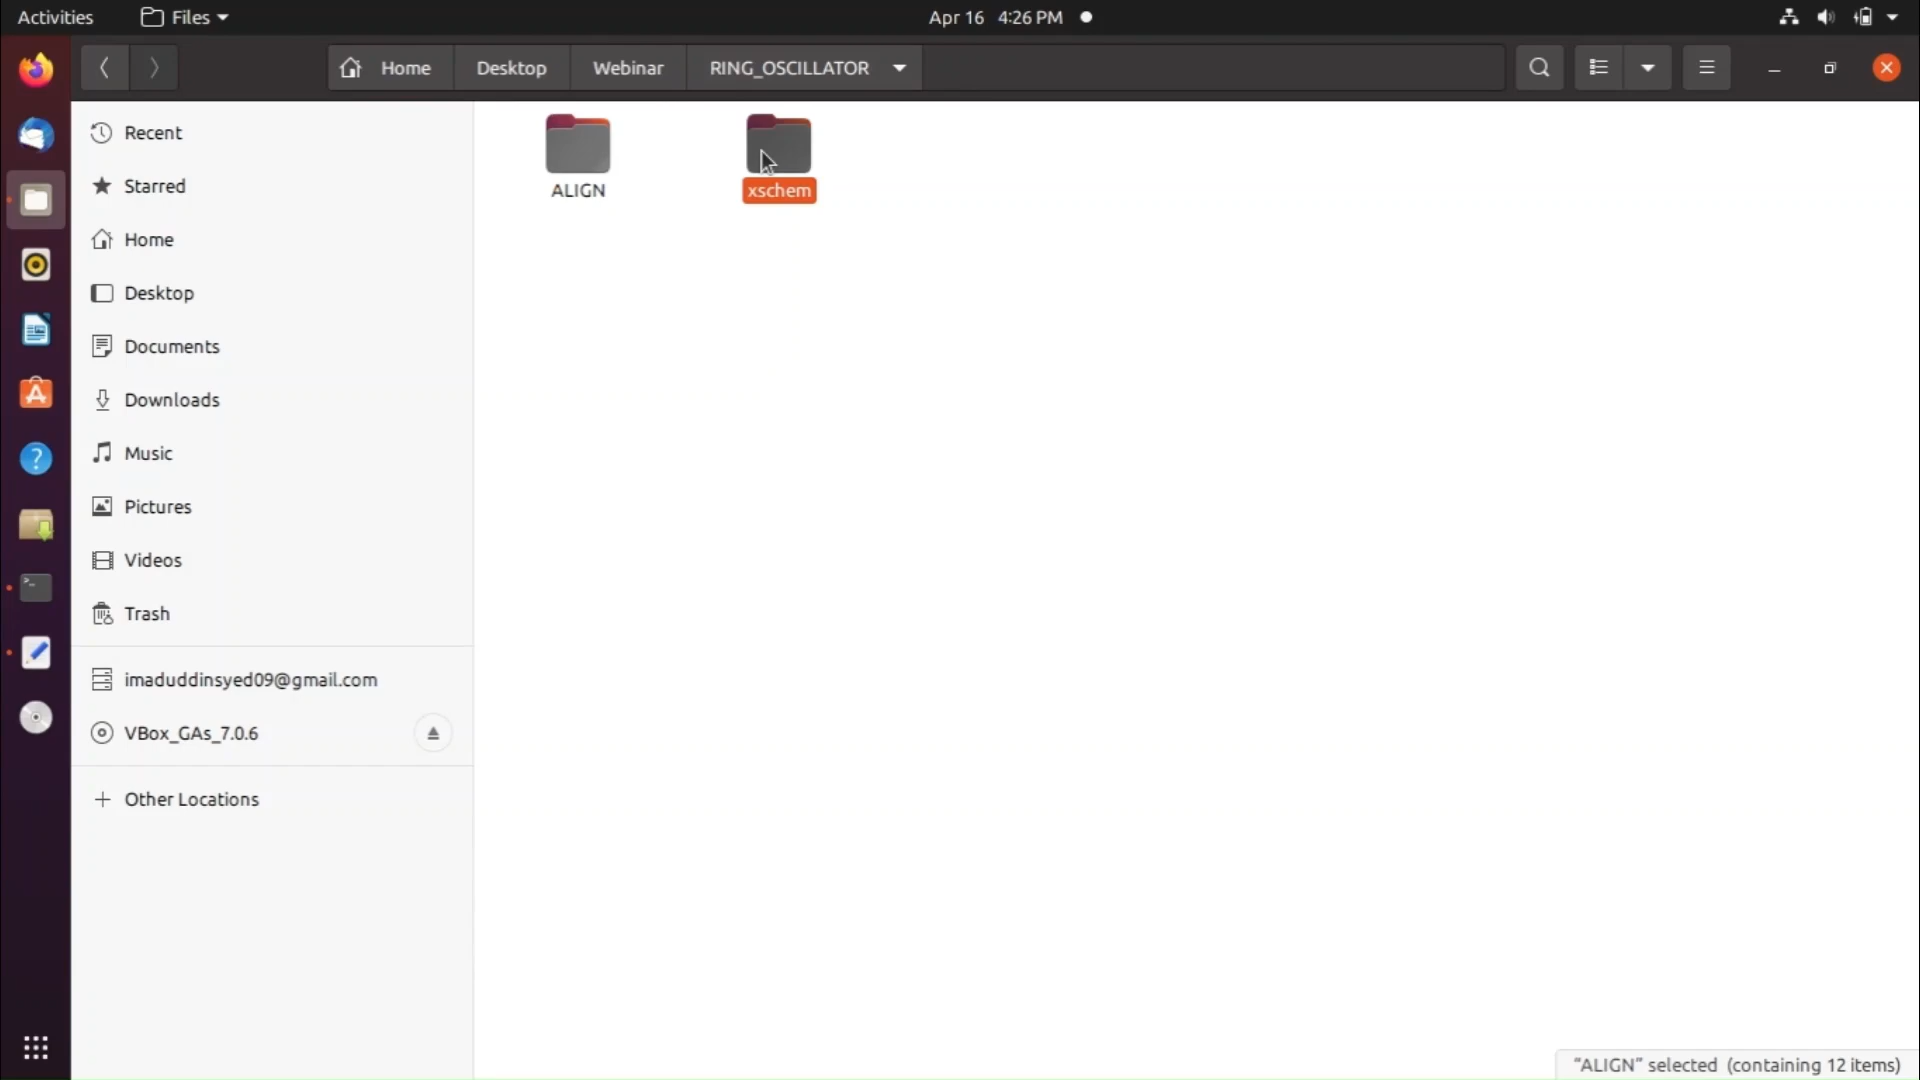 Activities Files Apr 16 4:26 PM
Home Desktop Webinar RING_OSCILLATOR
Recent
Starred
Home
Desktop
Documents
Downloads
Music
Pictures
Videos
Trash
imaduddinsyed09@gmail.com
VBox_GAs_7.0.6
+ Other Locations
ALIGN xschem
"ALIGN" selected (containing 12 items)